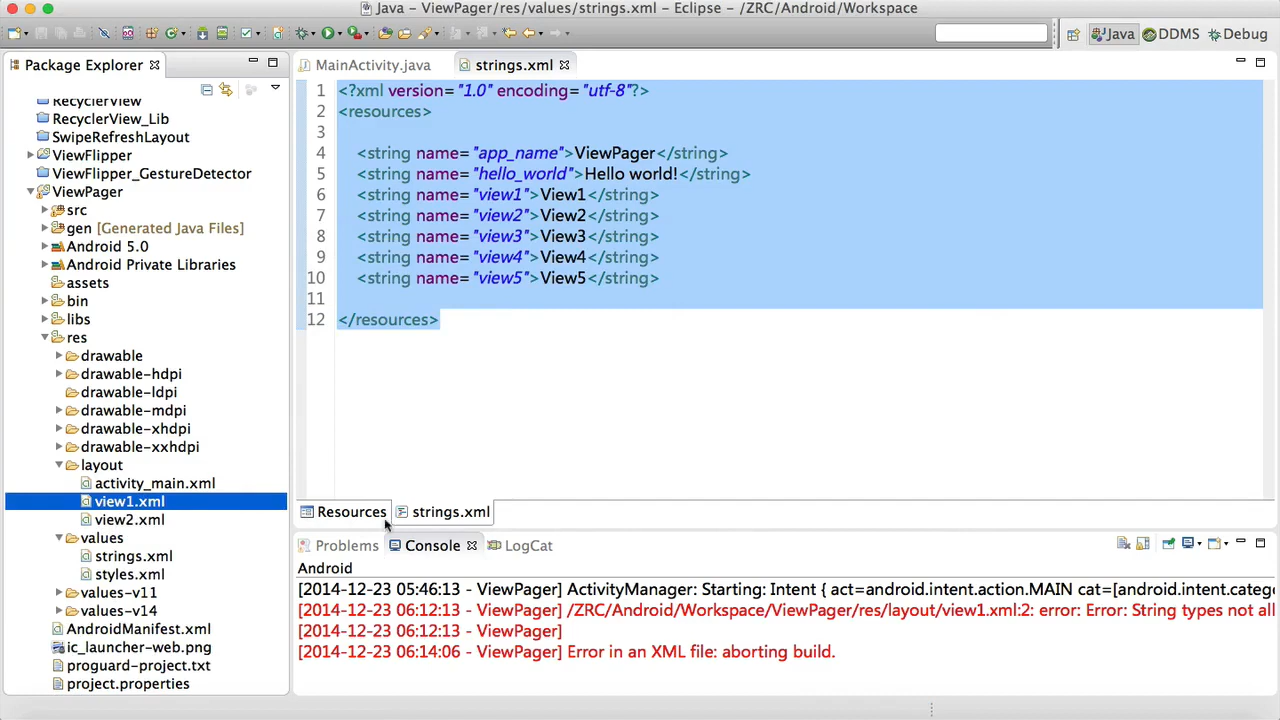 Java – ViewPager/res/values/strings.xml – Eclipse – /ZRC/Android/Workspace
Java
DDMS
Debug
Package Explorer
RecyclerView
RecyclerView_Lib
SwipeRefreshLayout
ViewFlipper
ViewFlipper_GestureDetector
ViewPager
src
gen [Generated Java Files]
Android 5.0
Android Private Libraries
assets
bin
libs
res
drawable
drawable-hdpi
drawable-ldpi
drawable-mdpi
drawable-xhdpi
drawable-xxhdpi
layout
activity_main.xml
view1.xml
view2.xml
values
strings.xml
styles.xml
values-v11
values-v14
AndroidManifest.xml
ic_launcher-web.png
proguard-project.txt
project.properties
MainActivity.java
strings.xml
1 <?xml version="1.0" encoding="utf-8"?>
2 <resources>
3
4 <string name="app_name">ViewPager</string>
5 <string name="hello_world">Hello world!</string>
6 <string name="view1">View1</string>
7 <string name="view2">View2</string>
8 <string name="view3">View3</string>
9 <string name="view4">View4</string>
10 <string name="view5">View5</string>
11
12 </resources>
Resources
strings.xml
Problems
Console
LogCat
Android
[2014-12-23 05:46:13 - ViewPager] ActivityManager: Starting: Intent { act=android.intent.action.MAIN cat=[android.intent.catego
[2014-12-23 06:12:13 - ViewPager] /ZRC/Android/Workspace/ViewPager/res/layout/view1.xml:2: error: Error: String types not all
[2014-12-23 06:12:13 - ViewPager]
[2014-12-23 06:14:06 - ViewPager] Error in an XML file: aborting build.